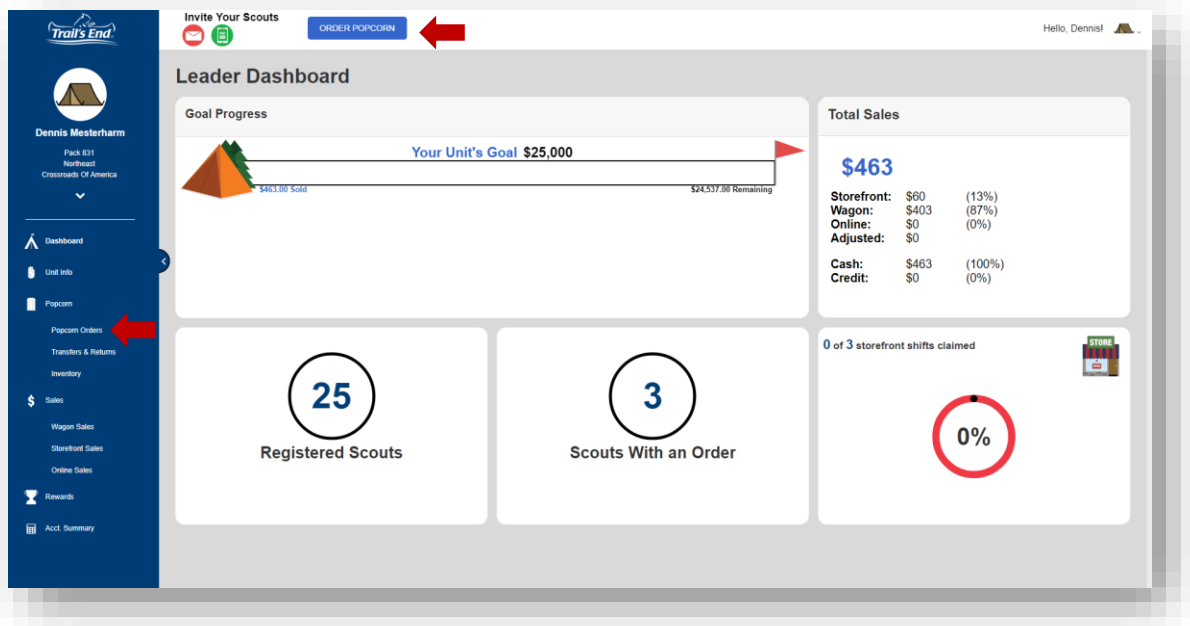 Trail's End
Dennis Mesterharm
Pack 831
Northeast
Crossroads Of America
Dashboard
Unit Info
Popcorn
Popcorn Orders
Transfers & Returns
Inventory
$ Sales
Wagon Sales
Storefront Sales
Online Sales
Rewards
Acct. Summary
Invite Your Scouts
ORDER POPCORN
Hello, Dennis!
Leader Dashboard
Goal Progress
Your Unit's Goal $25,000
$463.00 Sold
$24,537.00 Remaining
Total Sales
$463
Storefront: $60 (13%)
Wagon: $403 (87%)
Online: $0 (0%)
Adjusted: $0
Cash: $463 (100%)
Credit: $0 (0%)
25
Registered Scouts
3
Scouts With an Order
0 of 3 storefront shifts claimed
STORE
0%